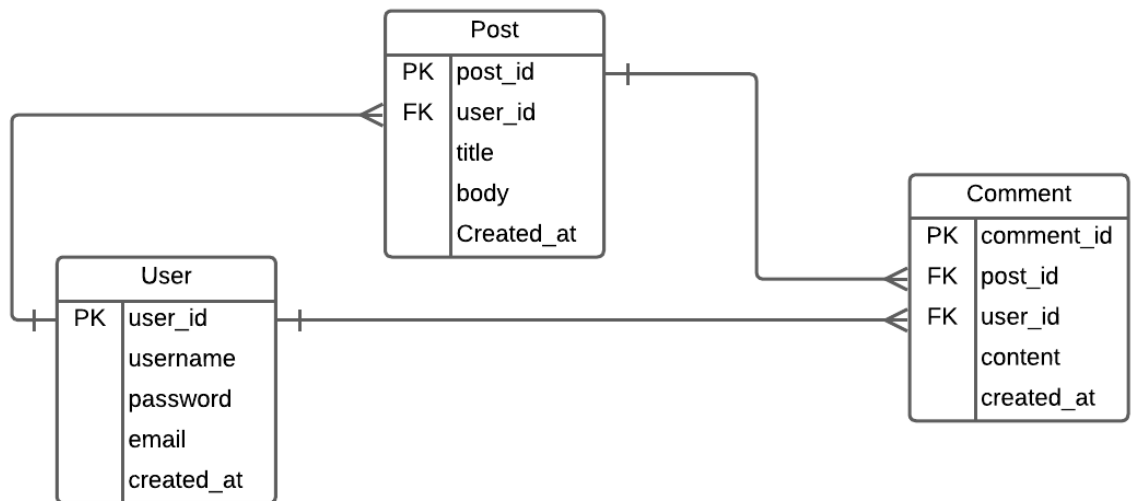 Post
PK post_id
FK user_id
title
body
Created_at
User
PK user_id
username
password
email
created_at
Comment
PK comment_id
FK post_id
FK user_id
content
created_at